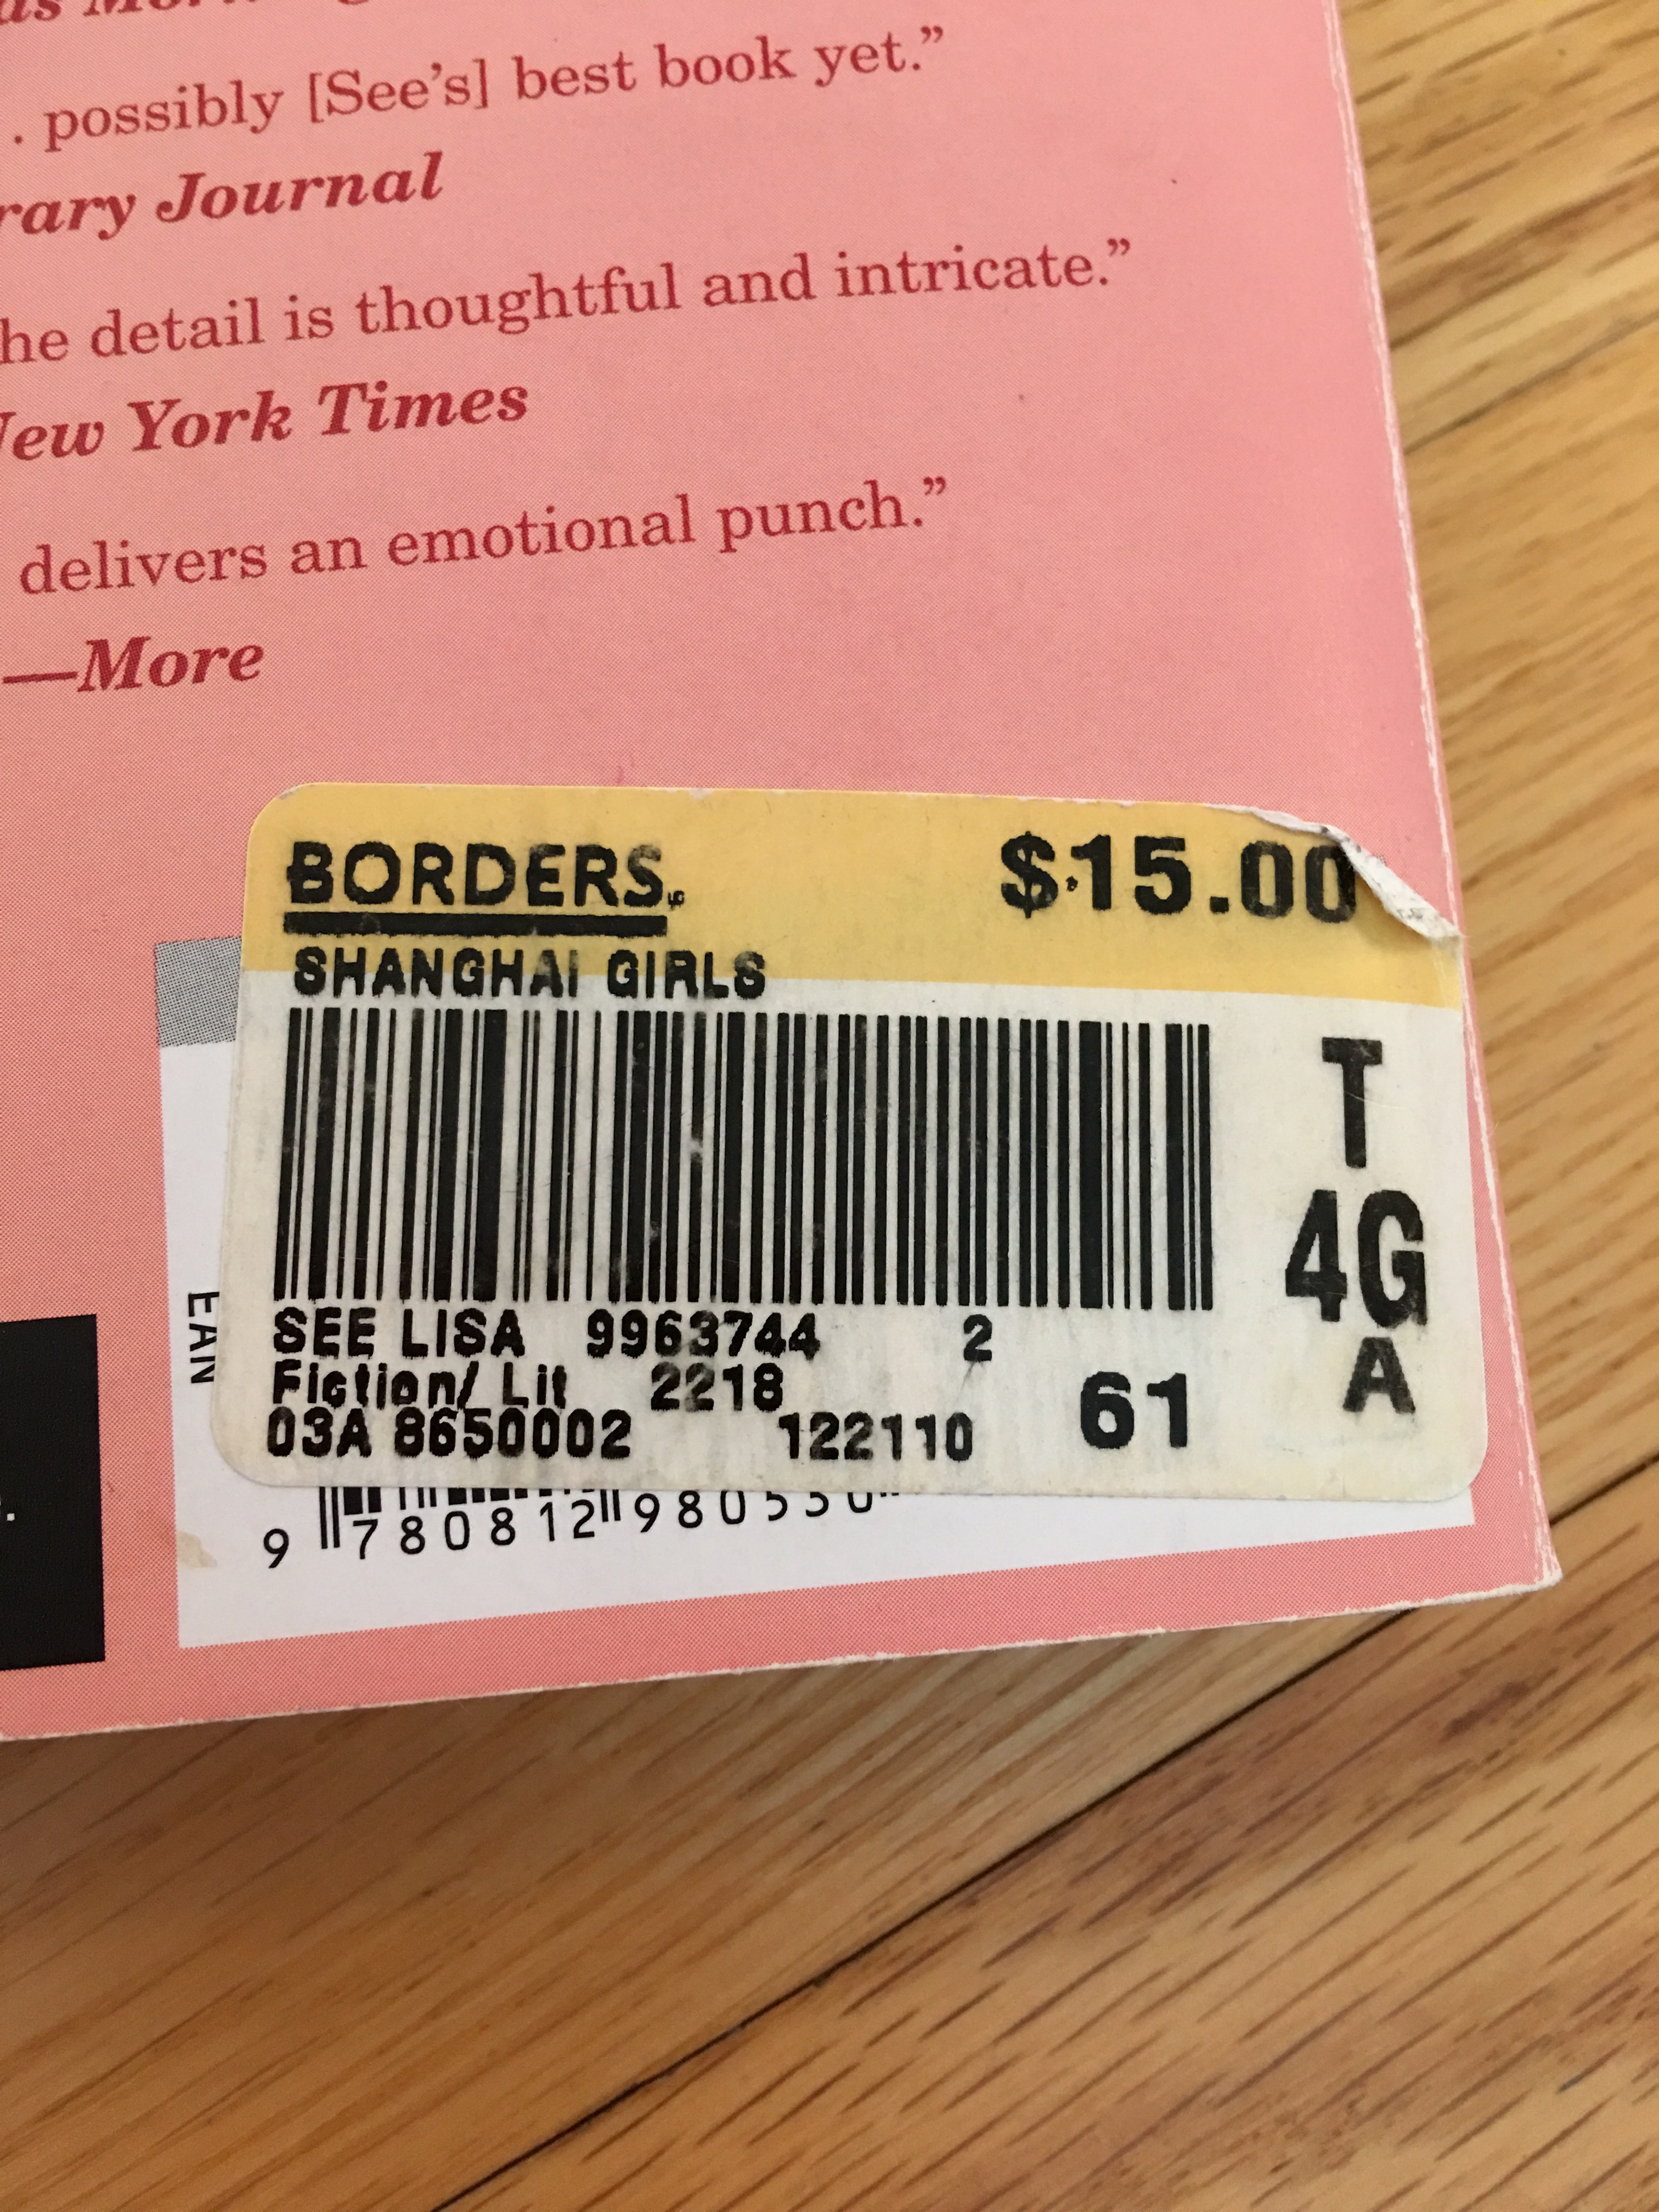 . possibly [See's] best book yet."
rary Journal
he detail is thoughtful and intricate."
New York Times
delivers an emotional punch."
—More
BORDERS. $15.00
SHANGHAI GIRLS
T
4G
A
SEE LISA 9963744 2
Fiction/ Lit 2218
03A 8650002 122110 61
EAN
9 780812 980530